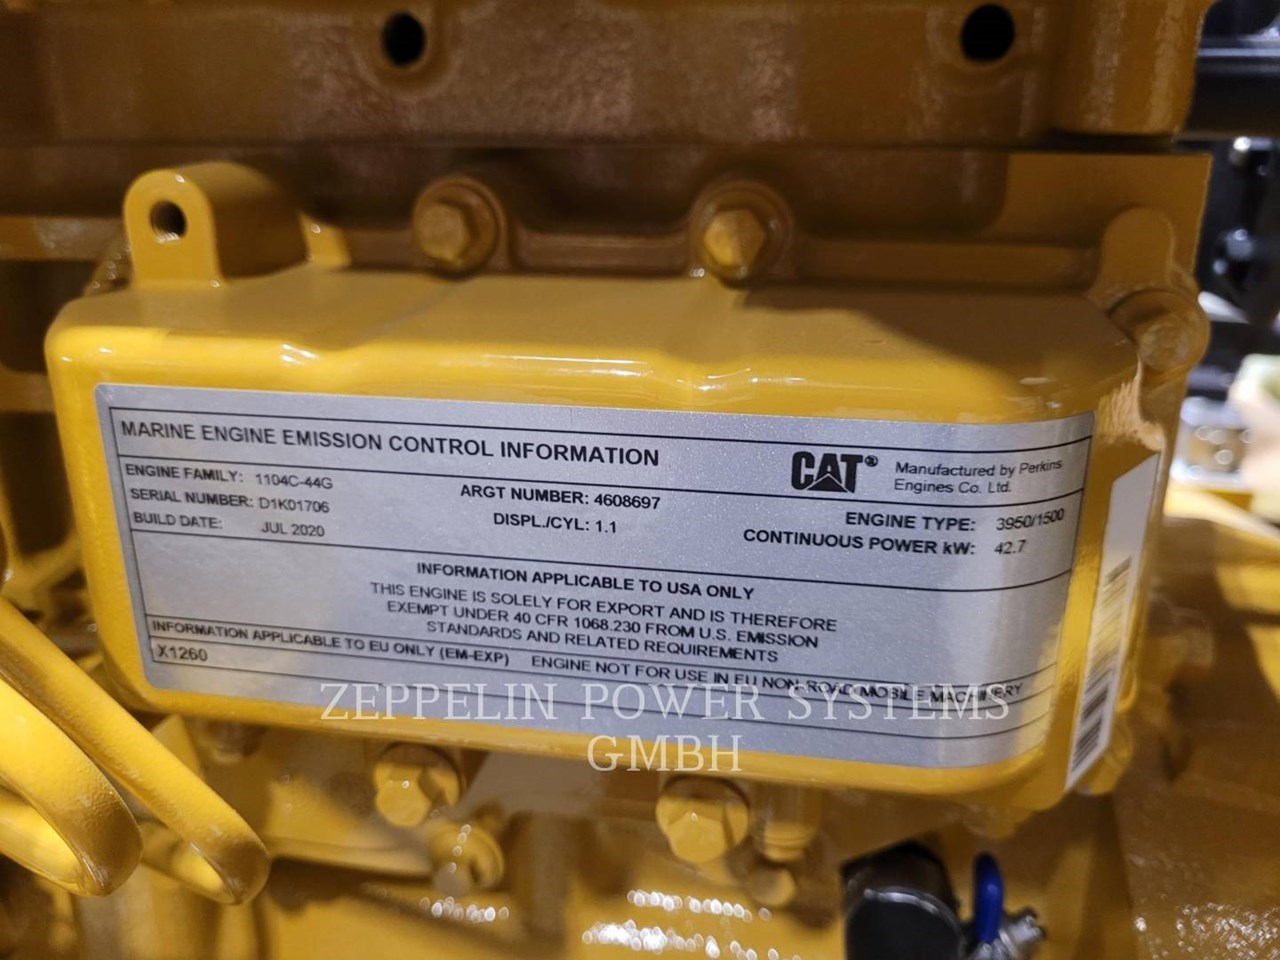 MARINE ENGINE EMISSION CONTROL INFORMATION
CAT® Manufactured by Perkins
Engines Co. Ltd.
ENGINE FAMILY: 1104C-44G
SERIAL NUMBER: D1K01706
BUILD DATE: JUL 2020
ARGT NUMBER: 4608697
DISPL./CYL: 1.1
ENGINE TYPE: 3950/1500
CONTINUOUS POWER kW: 42.7
INFORMATION APPLICABLE TO USA ONLY
THIS ENGINE IS SOLELY FOR EXPORT AND IS THEREFORE
EXEMPT UNDER 40 CFR 1068.230 FROM U.S. EMISSION
STANDARDS AND RELATED REQUIREMENTS
INFORMATION APPLICABLE TO EU ONLY (EM-EXP) ENGINE NOT FOR USE IN EU NON-ROAD MOBILE MACHINERY
X1260
ZEPPELIN POWER SYSTEMS
GMBH